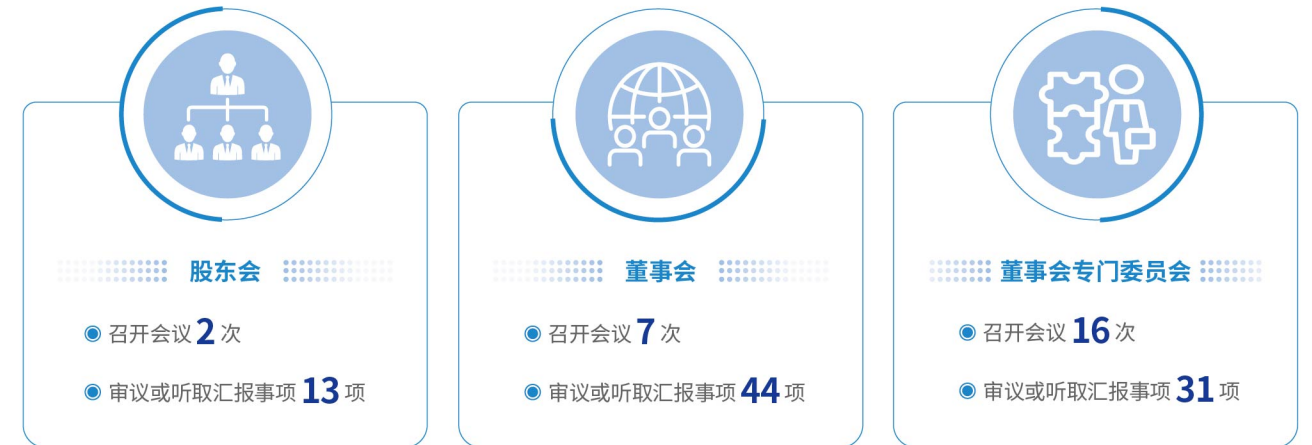 股东会
召开会议 2 次
审议或听取汇报事项 13 项
董事会
召开会议 7 次
审议或听取汇报事项 44 项
董事会专门委员会
召开会议 16 次
审议或听取汇报事项 31 项